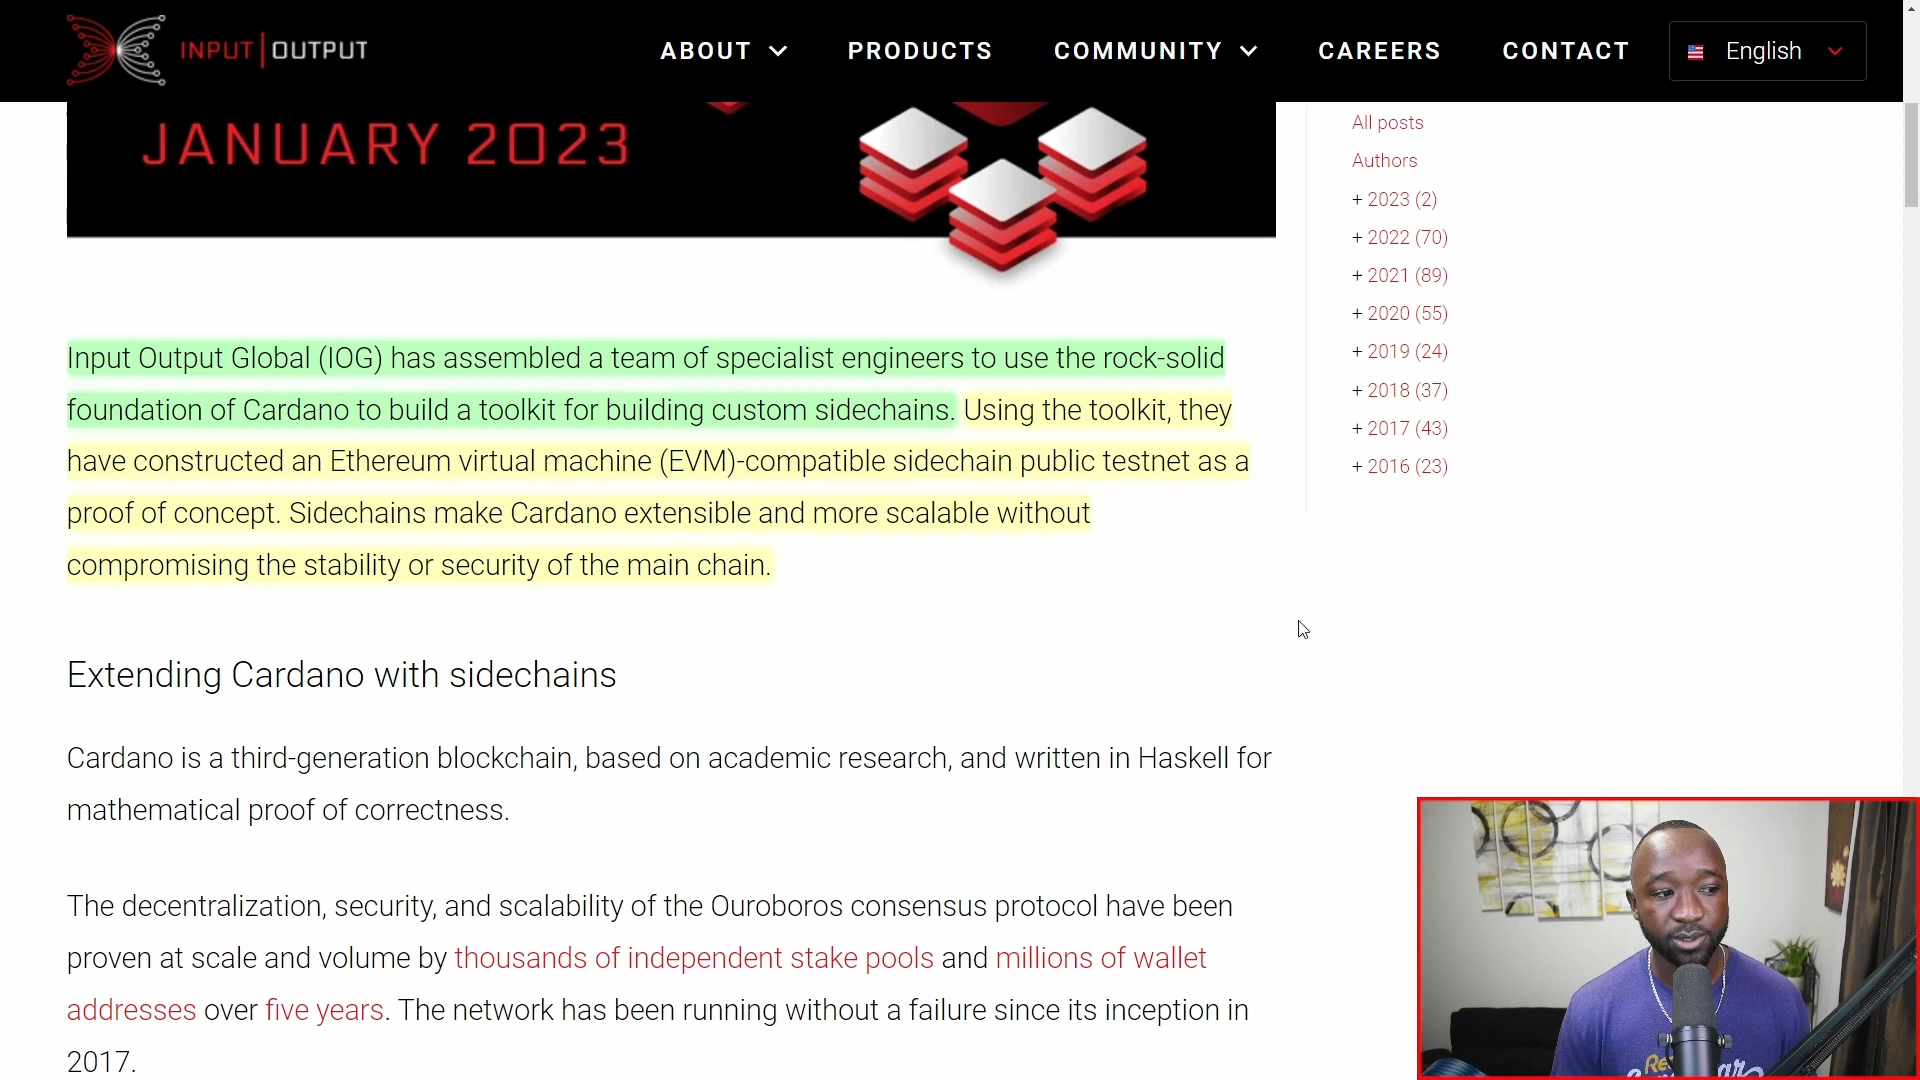 INPUT | OUTPUT
ABOUT
PRODUCTS
COMMUNITY
CAREERS
CONTACT
English
JANUARY 2023
All posts
Authors
+ 2023 (2)
+ 2022 (70)
+ 2021 (89)
+ 2020 (55)
+ 2019 (24)
+ 2018 (37)
+ 2017 (43)
+ 2016 (23)
Input Output Global (IOG) has assembled a team of specialist engineers to use the rock-solid
foundation of Cardano to build a toolkit for building custom sidechains. Using the toolkit, they
have constructed an Ethereum virtual machine (EVM)-compatible sidechain public testnet as a
proof of concept. Sidechains make Cardano extensible and more scalable without
compromising the stability or security of the main chain.
Extending Cardano with sidechains
Cardano is a third-generation blockchain, based on academic research, and written in Haskell for
mathematical proof of correctness.
The decentralization, security, and scalability of the Ouroboros consensus protocol have been
proven at scale and volume by thousands of independent stake pools and millions of wallet
addresses over five years. The network has been running without a failure since its inception in
2017.